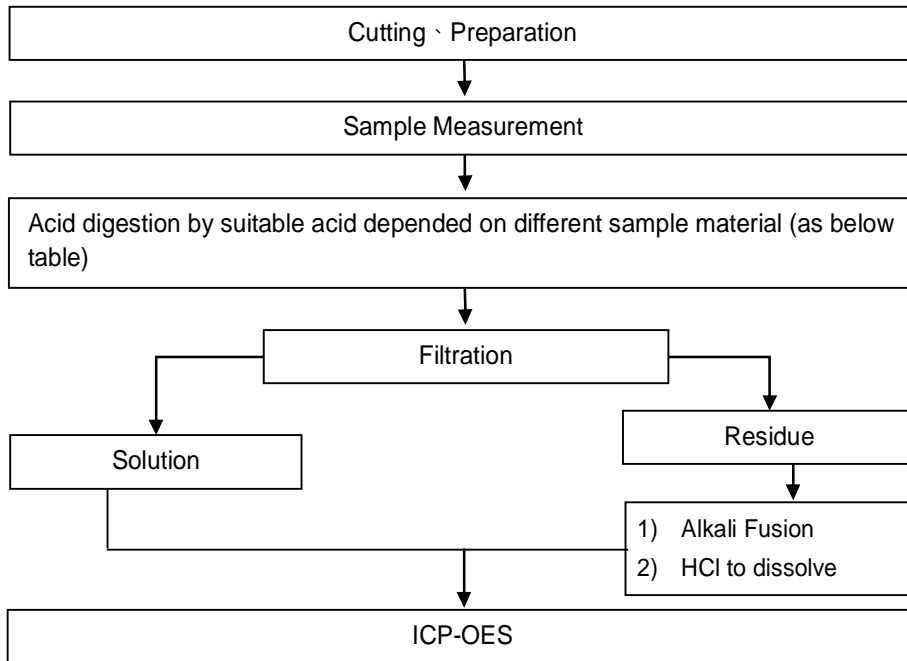 Cutting、Preparation
Sample Measurement
Acid digestion by suitable acid depended on different sample material (as below
table)
Filtration
Solution
Residue
1) Alkali Fusion
2) HCl to dissolve
ICP-OES